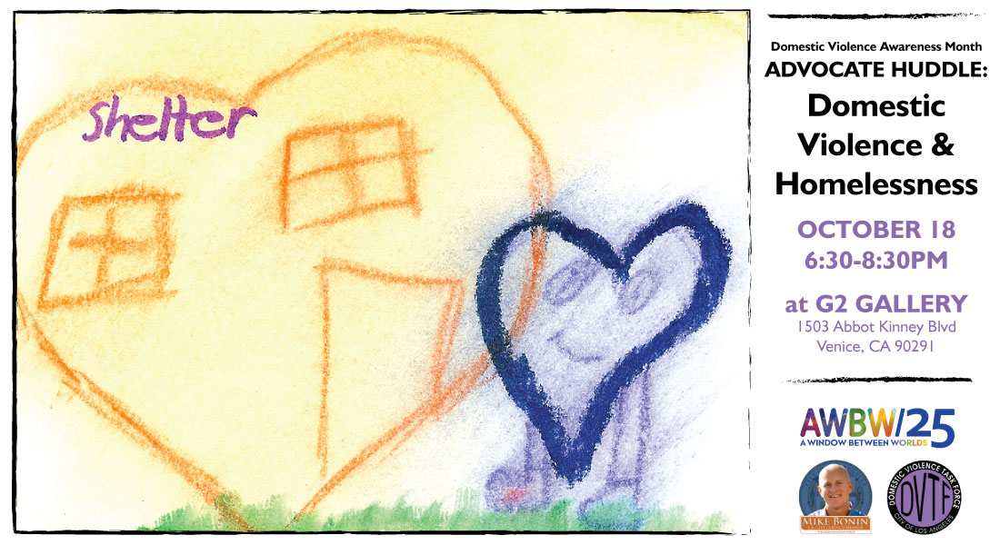 shelter
Domestic Violence Awareness Month
ADVOCATE HUDDLE:
Domestic
Violence &
Homelessness
OCTOBER 18
6:30-8:30PM
at G2 GALLERY
1503 Abbot Kinney Blvd
Venice, CA 90291
AWBW/25
A WINDOW BETWEEN WORLDS
MIKE BONIN
DOMESTIC VIOLENCE TASK FORCE
DVTF
CITY OF LOS ANGELES